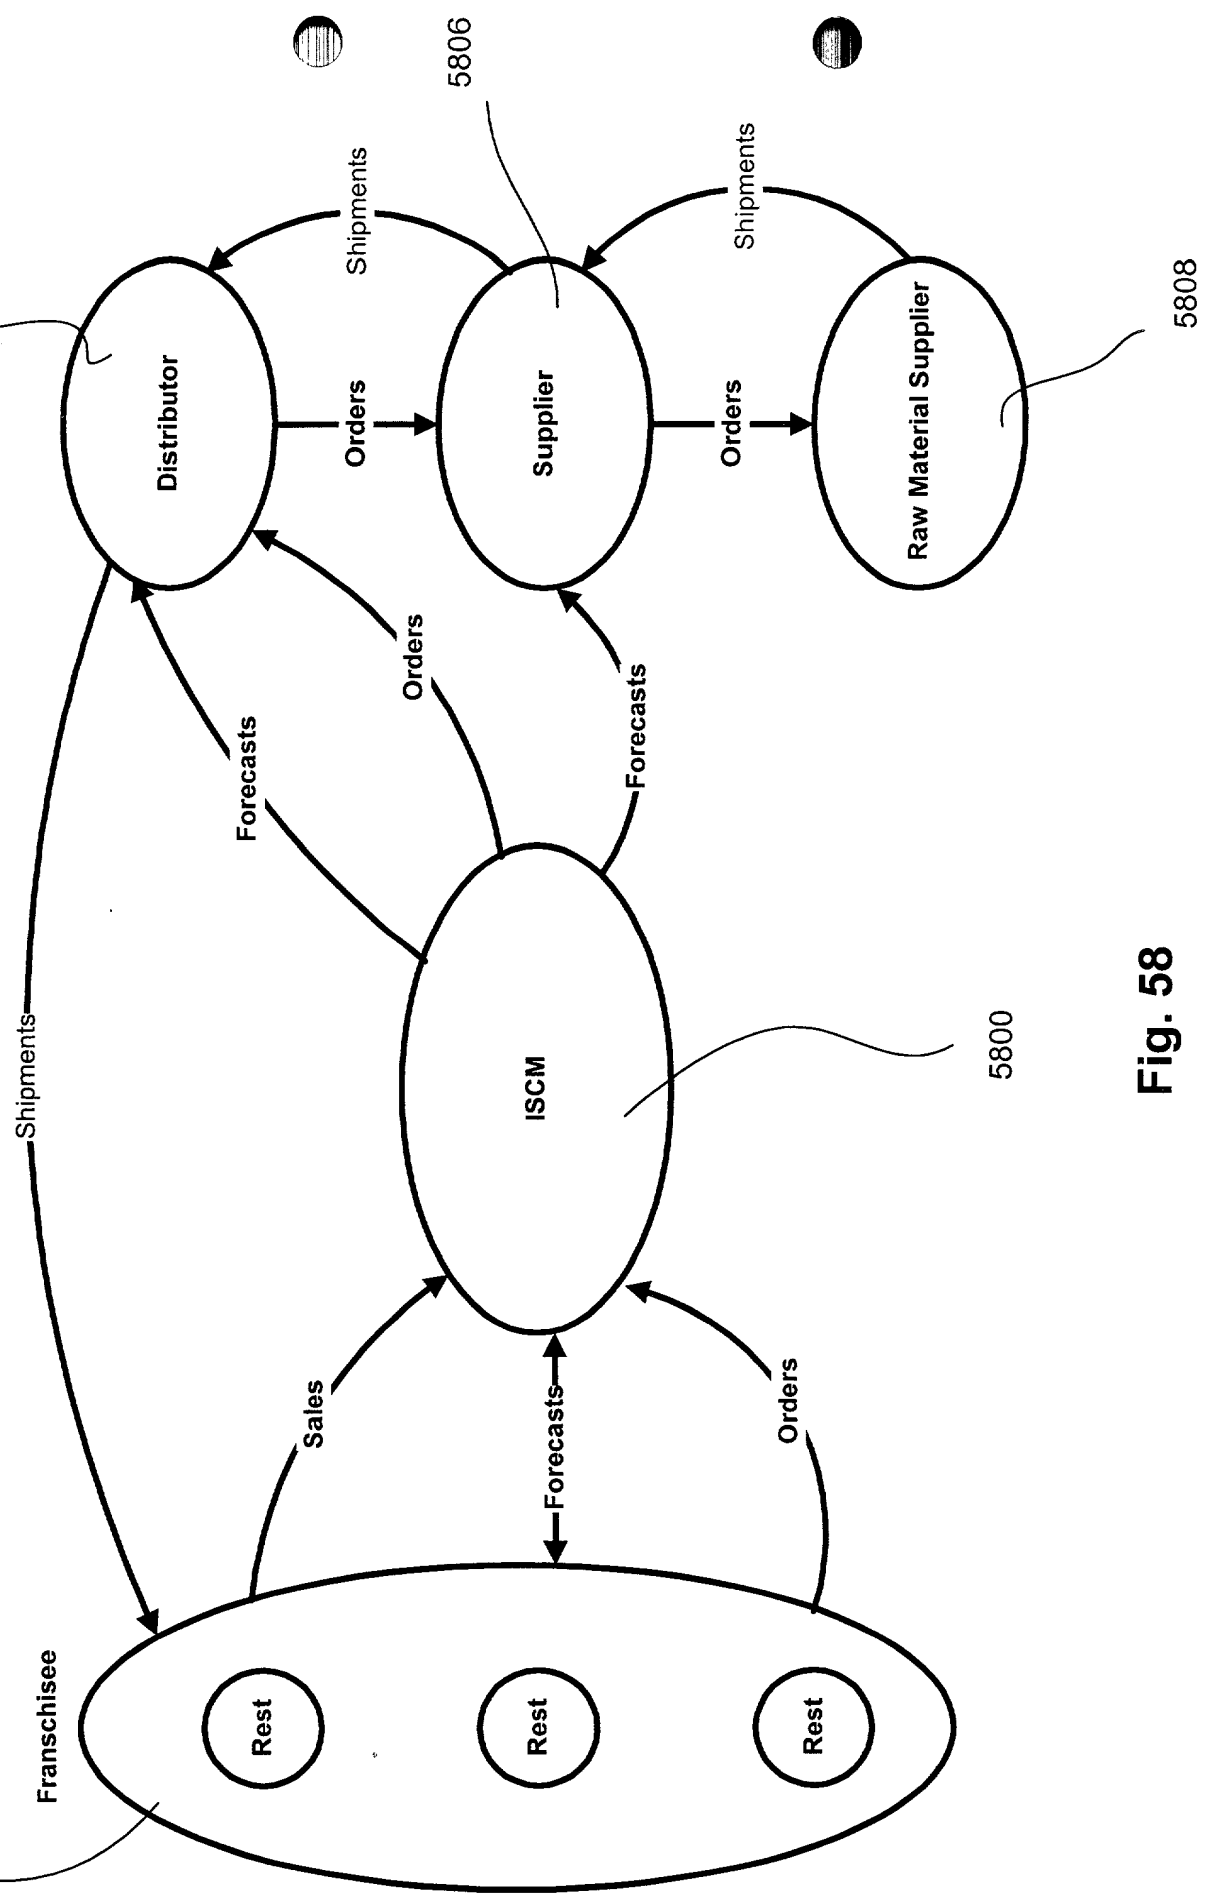 Franschisee
Rest
Rest
Rest
Shipments
Sales
Forecasts
Orders
ISCM
5800
Forecasts
Orders
Forecasts
Distributor
Orders
Shipments
Supplier
5806
Orders
Shipments
Raw Material Supplier
5808
Fig. 58